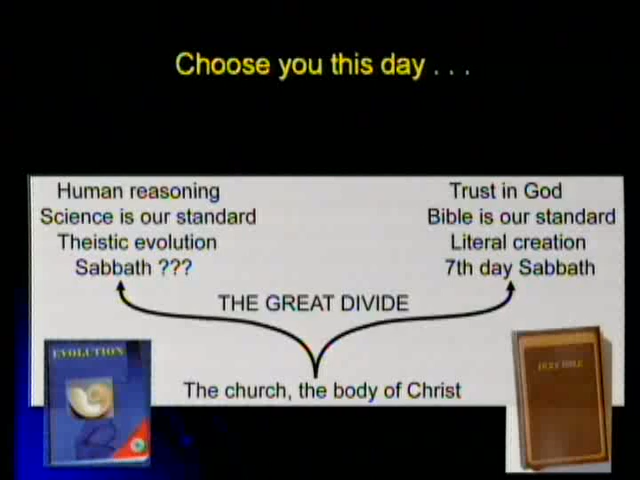 Choose you this day . . .
Human reasoning
Science is our standard
Theistic evolution
Sabbath ???
Trust in God
Bible is our standard
Literal creation
7th day Sabbath
THE GREAT DIVIDE
The church, the body of Christ
EVOLUTION
HOLY BIBLE